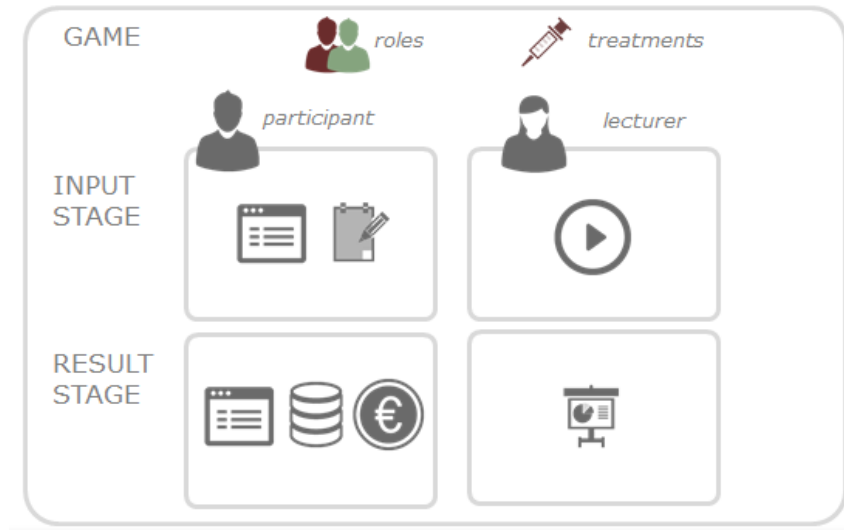 GAME
roles
treatments
participant
lecturer
INPUT
STAGE
RESULT
STAGE
€